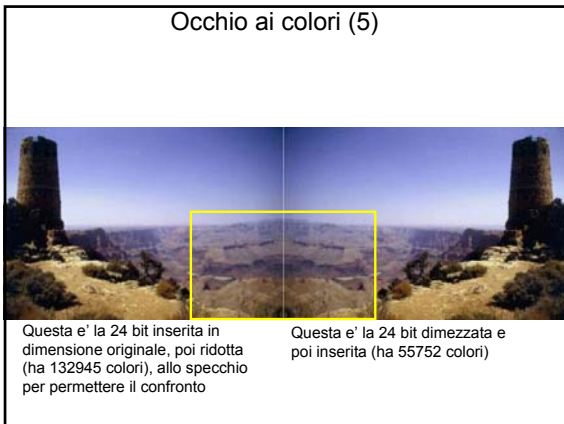 Occhio ai colori (5)
Questa e' la 24 bit inserita in
dimensione originale, poi ridotta
(ha 132945 colori), allo specchio
per permettere il confronto
Questa e' la 24 bit dimezzata e
poi inserita (ha 55752 colori)